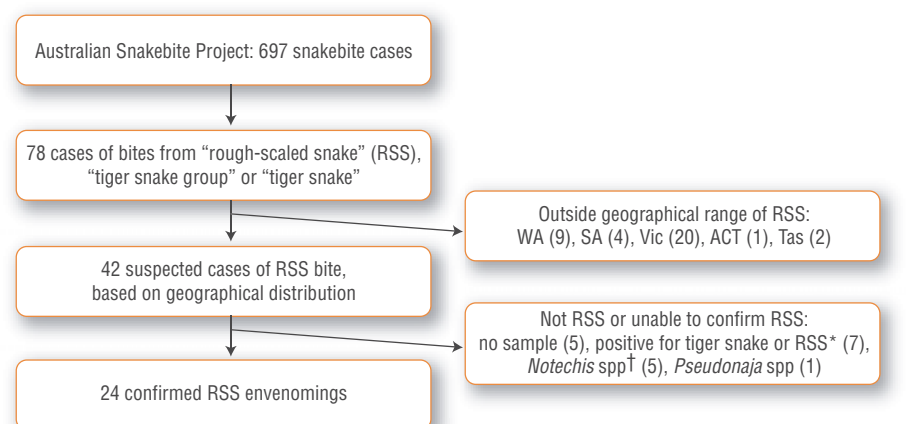 Australian Snakebite Project: 697 snakebite cases
78 cases of bites from “rough-scaled snake” (RSS),
“tiger snake group” or “tiger snake”
Outside geographical range of RSS:
WA (9), SA (4), Vic (20), ACT (1), Tas (2)
42 suspected cases of RSS bite,
based on geographical distribution
Not RSS or unable to confirm RSS:
no sample (5), positive for tiger snake or RSS* (7),
Notechis spp† (5), Pseudonaja spp (1)
24 confirmed RSS envenomings